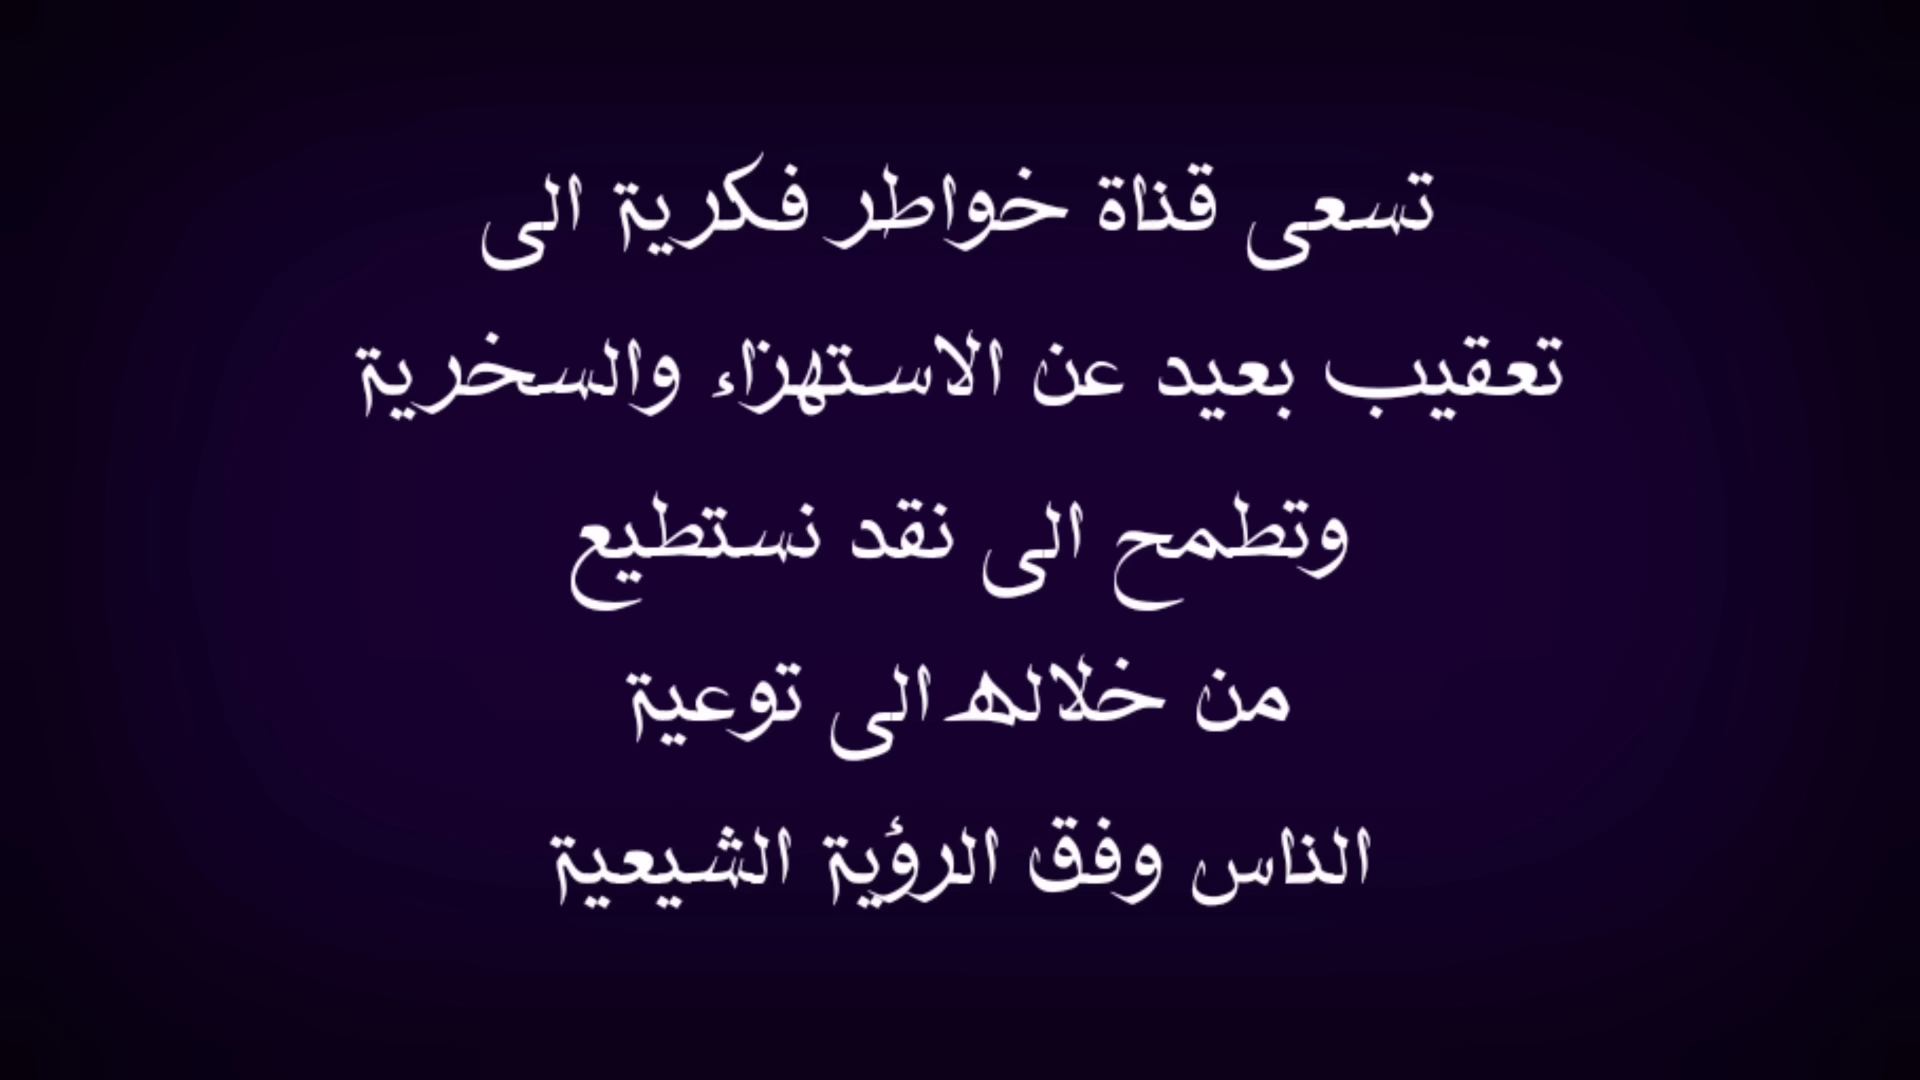 تسعى قناة خواطر فكرية الى
تعقيب بعيد عن الاستهزاء والسخرية
وتطمح الى نقد نستطيع
من خلاله الى توعية
الناس وفق الرؤية الشيعية